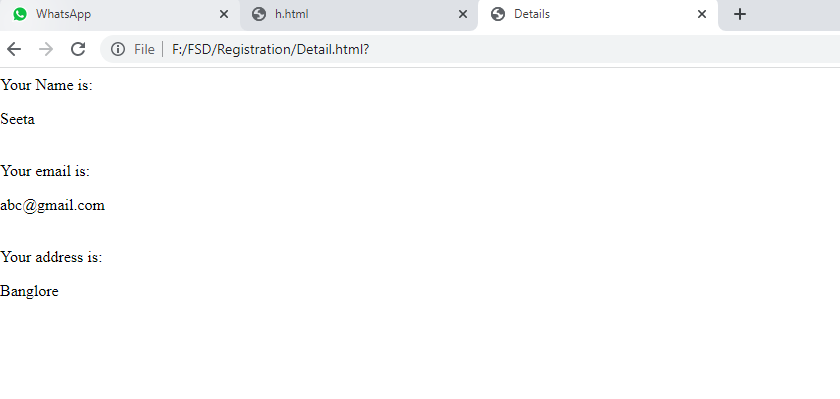 WhatsApp
h.html
Details
File
F:/FSD/Registration/Detail.html?
Your Name is:
Seeta
Your email is:
abc@gmail.com
Your address is:
Banglore